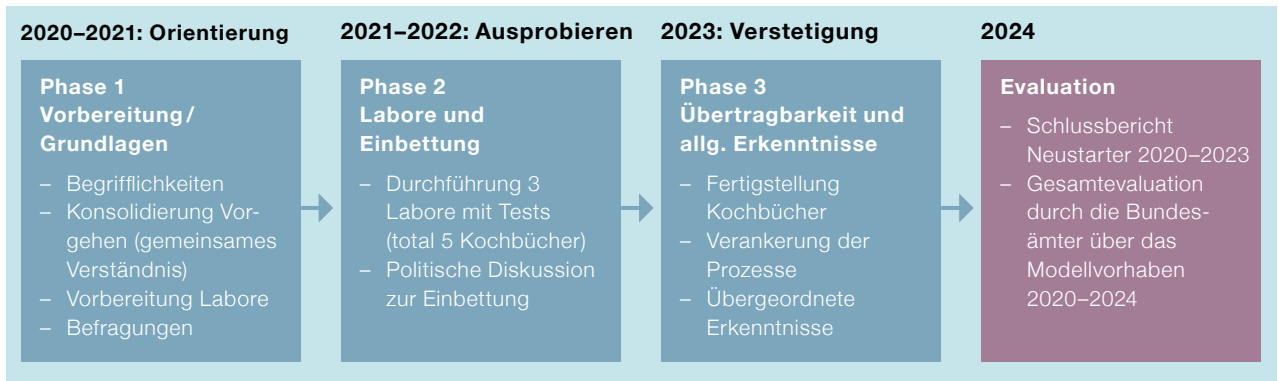 2020–2021: Orientierung
Phase 1
Vorbereitung/
Grundlagen
– Begrifflichkeiten
– Konsolidierung Vor-
gehen (gemeinsames
Verständnis)
– Vorbereitung Labore
– Befragungen
2021–2022: Ausprobieren
Phase 2
Labore und
Einbettung
– Durchführung 3
Labore mit Tests
(total 5 Kochbücher)
– Politische Diskussion
zur Einbettung
2023: Verstetigung
Phase 3
Übertragbarkeit und
allg. Erkenntnisse
– Fertigstellung
Kochbücher
– Verankerung der
Prozesse
– Übergeordnete
Erkenntnisse
2024
Evaluation
– Schlussbericht
Neustarter 2020–2023
– Gesamtevaluation
durch die Bundes-
ämter über das
Modellvorhaben
2020–2024